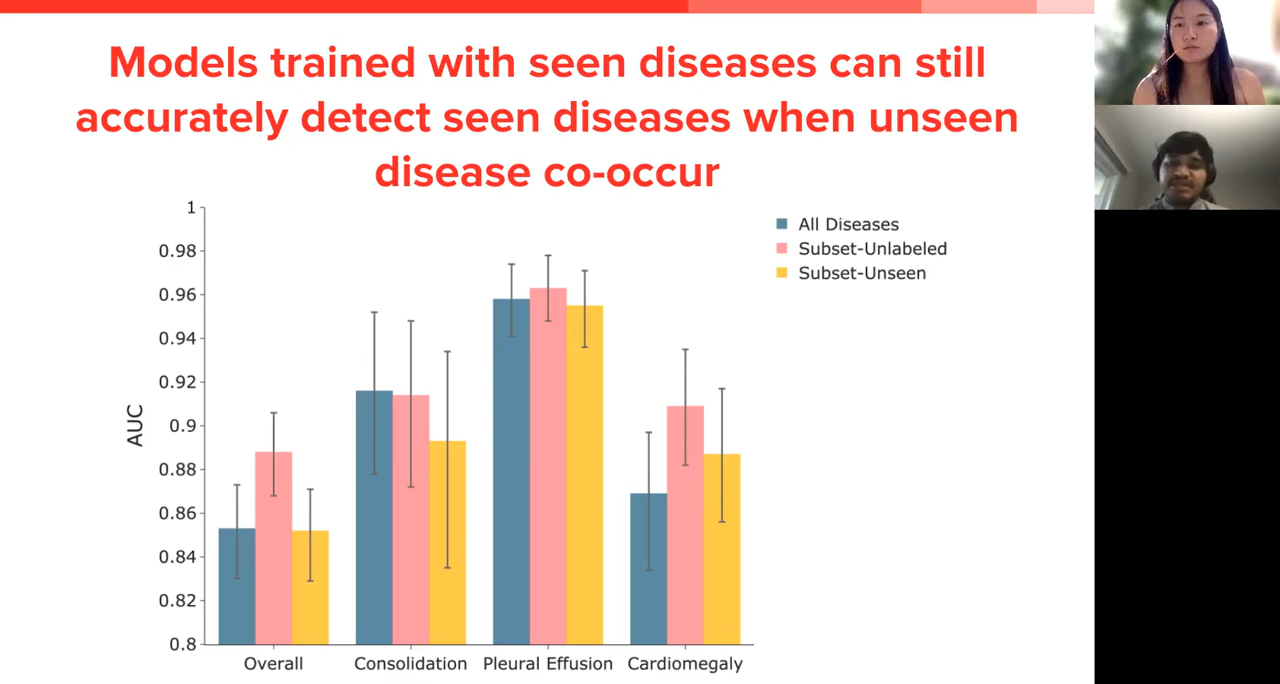 Models trained with seen diseases can still
accurately detect seen diseases when unseen
disease co-occur
1
0.98
0.96
0.94
0.92
0.9
0.88
0.86
0.84
0.82
0.8
AUC
Overall
Consolidation
Pleural Effusion
Cardiomegaly
All Diseases
Subset-Unlabeled
Subset-Unseen